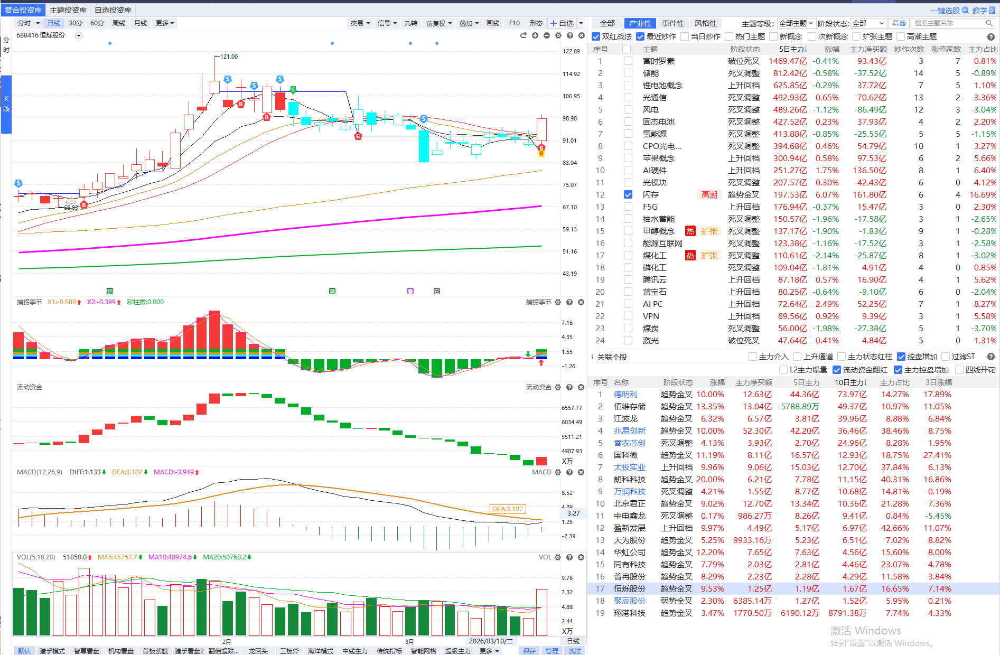 复合投资库 主题投资库 自选投资库 一键选股 教学
分时 日线 30分 60分 周线 月线 更多 交易 信号 九转 前复权 叠加 画线 F10 形态 自选
分时
K线
688416 恒烁股份
121.00
66.83
S B B S B S S B S B B
122.89
114.92
106.95
98.98
91.01
83.04
75.07
67.10
59.13
51.16
43.19
预 禁
捕捞季节 X1:-0.989 X2:-0.399 彩柱数:0.000 捕捞季节
7.16
4.35
1.55
-1.26
流动资金 流动资金
6557.77
6034.49
5511.21
4987.93
X万
MACD(12,26,9) DIFF:1.133 DEA:3.107 MACD:-3.949 MACD
8.52
4.89
3.27
1.25
-2.39
DEA:3.107
VOL(5,10,20) 51850.0 MA5:45757.7 MA10:48974.6 MA20:50768.2 VOL
9.76
7.32
4.88
2.44
X万
2月 3月 2026/03/10/二 日线
默认 猎手模式 智尊看盘 机构看盘 首板紫旗 猎手看盘2 翻倍超跌... 龙回头 三板斧 海洋模式 中线主力 传统指标 智能网格 超级主力 更多 保存 管理 战法
全部 产业性 事件性 风格性 主题等级: 全部主题 阶段状态: 全部 筛选 搜索主题名称
双红战法 最近炒作 当日炒作 热门主题 新概念 次新概念 扩张主题 高潮主题
序号 主题 阶段状态 5日主力↓ 涨幅 主力净买额 炒作次数 涨停家数 主力占比
1 富时罗素 破位死叉 1469.47亿 -0.41% 93.43亿 3 7 0.81%
2 储能 死叉调整 812.42亿 -0.58% -37.52亿 14 5 -0.89%
3 锂电池概念 上升回档 625.85亿 -0.29% 37.72亿 7 5 1.10%
4 光通信 死叉调整 492.93亿 0.65% 70.62亿 13 2 3.36%
5 风电 死叉调整 489.26亿 -1.12% -86.49亿 12 3 -3.04%
6 固态电池 死叉调整 427.52亿 0.23% 37.93亿 4 2 2.20%
7 氢能源 死叉调整 413.88亿 -0.85% -25.55亿 5 5 -1.15%
8 CPO光电... 死叉调整 394.68亿 0.46% 54.79亿 10 1 3.27%
9 苹果概念 上升回档 300.94亿 0.58% 97.53亿 6 2 5.66%
10 AI硬件 上升回档 251.27亿 1.75% 136.50亿 8 1 6.40%
11 光模块 死叉调整 207.57亿 0.30% 42.43亿 6 0 4.12%
12 闪存 高潮 趋势金叉 197.53亿 6.07% 161.80亿 6 4 16.69%
13 F5G 上升回档 176.94亿 -0.37% 15.47亿 3 0 2.30%
14 抽水蓄能 死叉调整 150.57亿 -1.96% -17.58亿 3 1 -2.65%
15 甲醇概念 热 扩张 死叉调整 137.17亿 -1.90% -1.83亿 9 1 -0.28%
16 能源互联网 死叉调整 123.38亿 -1.16% -17.52亿 3 1 -2.58%
17 煤化工 热 扩张 死叉调整 110.61亿 -2.14% -25.87亿 8 1 -3.02%
18 磷化工 死叉调整 109.04亿 -1.81% 4.91亿 4 0 0.85%
19 腾讯云 上升回档 87.18亿 0.57% 16.90亿 4 1 5.62%
20 蓝宝石 上升回档 80.25亿 -0.64% -9.10亿 6 0 -2.04%
21 AI PC 上升回档 72.64亿 2.49% 52.25亿 7 1 8.27%
22 VPN 上升回档 69.56亿 0.92% 9.39亿 3 1 5.58%
23 煤炭 死叉调整 56.00亿 -1.98% -27.38亿 5 1 -3.70%
24 激光 破位死叉 47.64亿 0.41% 4.84亿 5 0 1.31%
关联个股 主力介入 上升通道 主力状态红柱 控盘增加 过滤ST
L2主力爆量 流动资金翻红 主力控盘增加 四线开花
序号 名称 阶段状态 涨幅 主力净买额 5日主力 10日主力↓ 主力占比 3日涨幅
1 德明利 趋势金叉 10.00% 12.63亿 44.36亿 73.97亿 14.27% 17.89%
2 佰维存储 趋势金叉 13.35% 13.04亿 -5788.89万 49.37亿 10.97% 11.05%
3 江波龙 趋势金叉 6.32% 6.57亿 3.81亿 39.96亿 8.88% 6.84%
4 兆易创新 趋势金叉 10.00% 52.30亿 42.20亿 36.46亿 38.46% 8.75%
5 香农芯创 死叉调整 4.13% 3.93亿 2.70亿 24.96亿 8.28% 1.95%
6 国科微 趋势金叉 11.19% 8.11亿 16.57亿 12.93亿 18.75% 27.41%
7 太极实业 上升回档 9.96% 9.06亿 15.03亿 12.70亿 37.84% 6.13%
8 朗科科技 趋势金叉 20.00% 6.21亿 7.78亿 11.15亿 40.31% 16.86%
9 万润科技 死叉调整 4.21% 1.55亿 8.77亿 10.68亿 14.81% 0.19%
10 北京君正 趋势金叉 9.02% 12.70亿 13.34亿 10.36亿 21.28% 7.36%
11 中电鑫龙 死叉调整 0.17% 986.27万 8.26亿 9.41亿 0.84% -5.45%
12 盈新发展 上升回档 9.97% 4.49亿 5.17亿 6.97亿 42.66% 11.07%
13 大为股份 趋势金叉 5.25% 9933.16万 5.23亿 6.51亿 7.02% 8.82%
14 华虹公司 趋势金叉 12.20% 7.65亿 7.63亿 4.56亿 15.60% 8.00%
15 同有科技 趋势金叉 7.79% 2.03亿 2.81亿 4.46亿 23.07% 4.78%
16 普冉股份 趋势金叉 8.29% 2.23亿 2.28亿 4.29亿 11.58% 3.84%
17 恒烁股份 趋势金叉 9.53% 1.25亿 1.19亿 1.67亿 16.65% 7.14%
18 聚辰股份 弱势金叉 2.30% 6385.14万 1.27亿 1.52亿 5.95% 0.21%
19 翔港科技 趋势金叉 3.47% 1770.50万 6190.12万 8791.38万 7.74% 4.33%
激活 Windows
转到“设置”以激活 Windows。